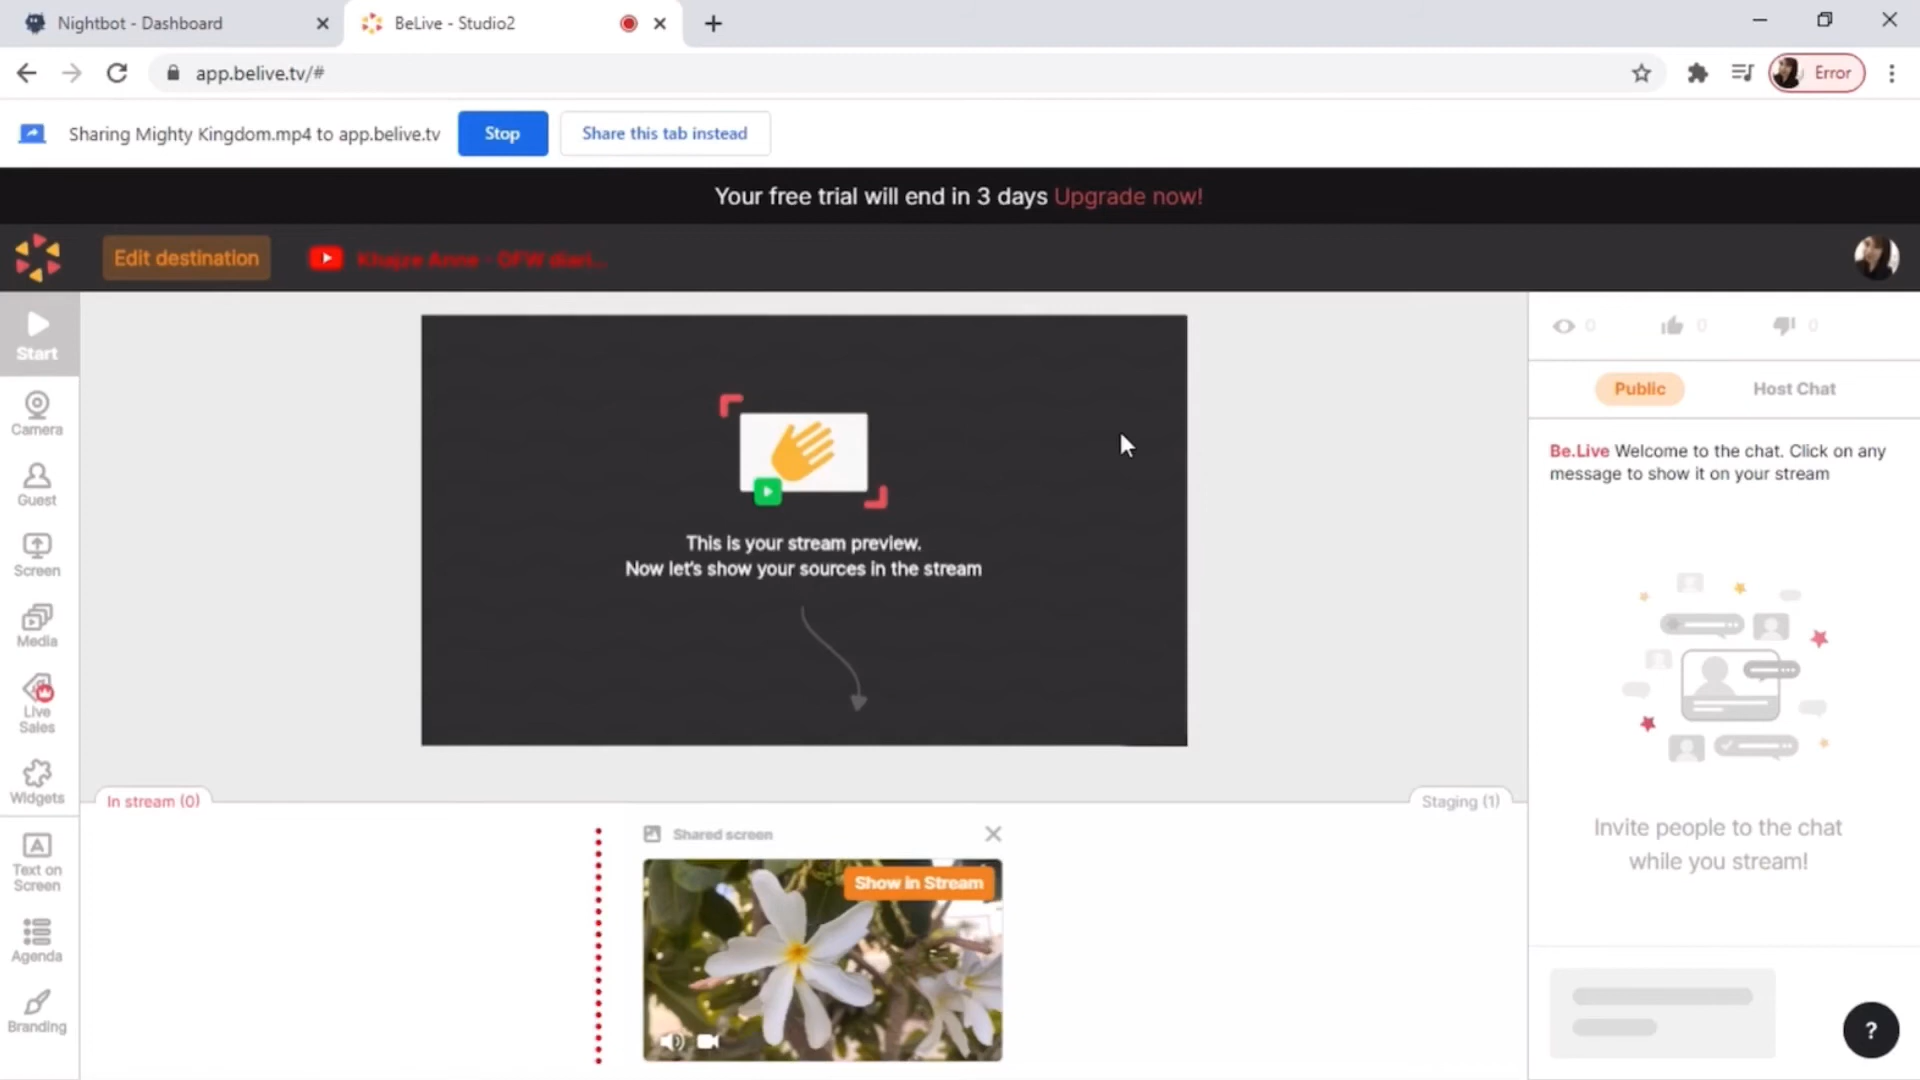 Nightbot - Dashboard
BeLive - Studio2
app.belive.tv/#
Error
Sharing Mighty Kingdom.mp4 to app.belive.tv
Stop
Share this tab instead
Your free trial will end in 3 days Upgrade now!
Edit destination
Khajze Anne - OFW diari...
Start
Camera
Guest
Screen
Media
Live
Sales
Widgets
Text on
Screen
Agenda
Branding
This is your stream preview.
Now let's show your sources in the stream
In stream (0)
Staging (1)
Shared screen
Show in Stream
0
0
0
Public
Host Chat
Be.Live Welcome to the chat. Click on any
message to show it on your stream
Invite people to the chat
while you stream!
?